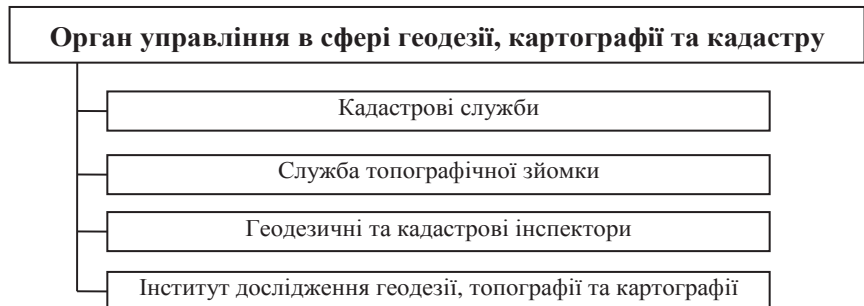 Орган управління в сфері геодезії, картографії та кадастру
Кадастрові служби
Служба топографічної зйомки
Геодезичні та кадастрові інспектори
Інститут дослідження геодезії, топографії та картографії